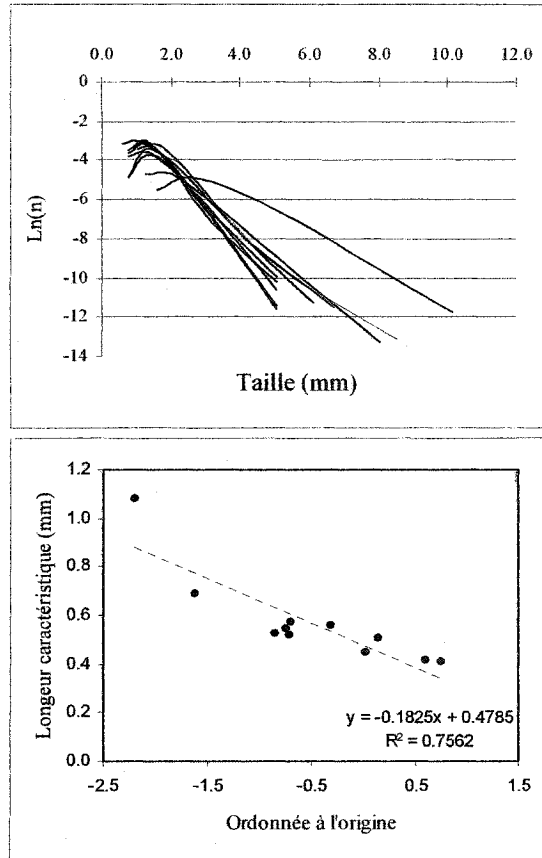 0.0 2.0 4.0 6.0 8.0 10.0 12.0
0
-2
-4
-6
-8
-10
-12
-14
Ln(n)
Taille (mm)
1.2
1.0
0.8
0.6
0.4
0.2
0.0
Longeur caractéristique (mm)
y = -0.1825x + 0.4785
R² = 0.7562
-2.5 -1.5 -0.5 0.5 1.5
Ordonnée à l'origine